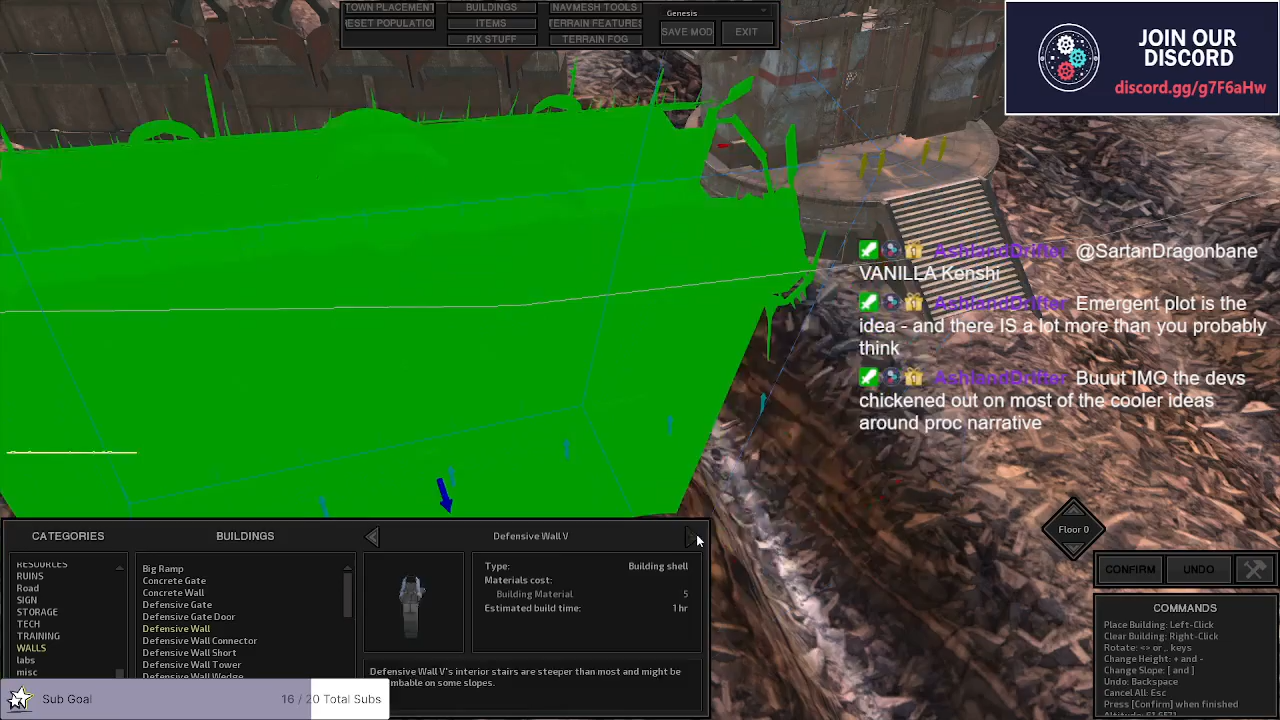 TOWN PLACEMENT
BUILDINGS
NAVMESH TOOLS
Genesis
RESET POPULATION
ITEMS
TERRAIN FEATURES
SAVE MOD
EXIT
FIX STUFF
TERRAIN FOG
JOIN OUR
DISCORD
discord.gg/g7F6aHw
AshlandDrifter @SartanDragonbane
VANILLA Kenshi
AshlandDrifter Emergent plot is the
idea - and there IS a lot more than you probably
think
AshlandDrifter Buuut IMO the devs
chickened out on most of the cooler ideas
around proc narrative
Floor 0
CONFIRM
UNDO
COMMANDS
Place Building: Left-Click
Clear Building: Right-Click
Rotate: <> or , . keys
Change Height: + and -
Change Slope: [ and ]
Undo: Backspace
Cancel All: Esc
Press [Confirm] when finished
CATEGORIES
RESOURCES
RUINS
Road
SIGN
STORAGE
TECH
TRAINING
WALLS
labs
misc
BUILDINGS
Big Ramp
Concrete Gate
Concrete Wall
Defensive Gate
Defensive Gate Door
Defensive Wall
Defensive Wall Connector
Defensive Wall Short
Defensive Wall Tower
Defensive Wall Wedge
Defensive Wall V
Type: Building shell
Materials cost:
Building Material 5
Estimated build time: 1 hr
Defensive Wall V's interior stairs are steeper than most and might be
on some slopes.
Sub Goal
16 / 20 Total Subs